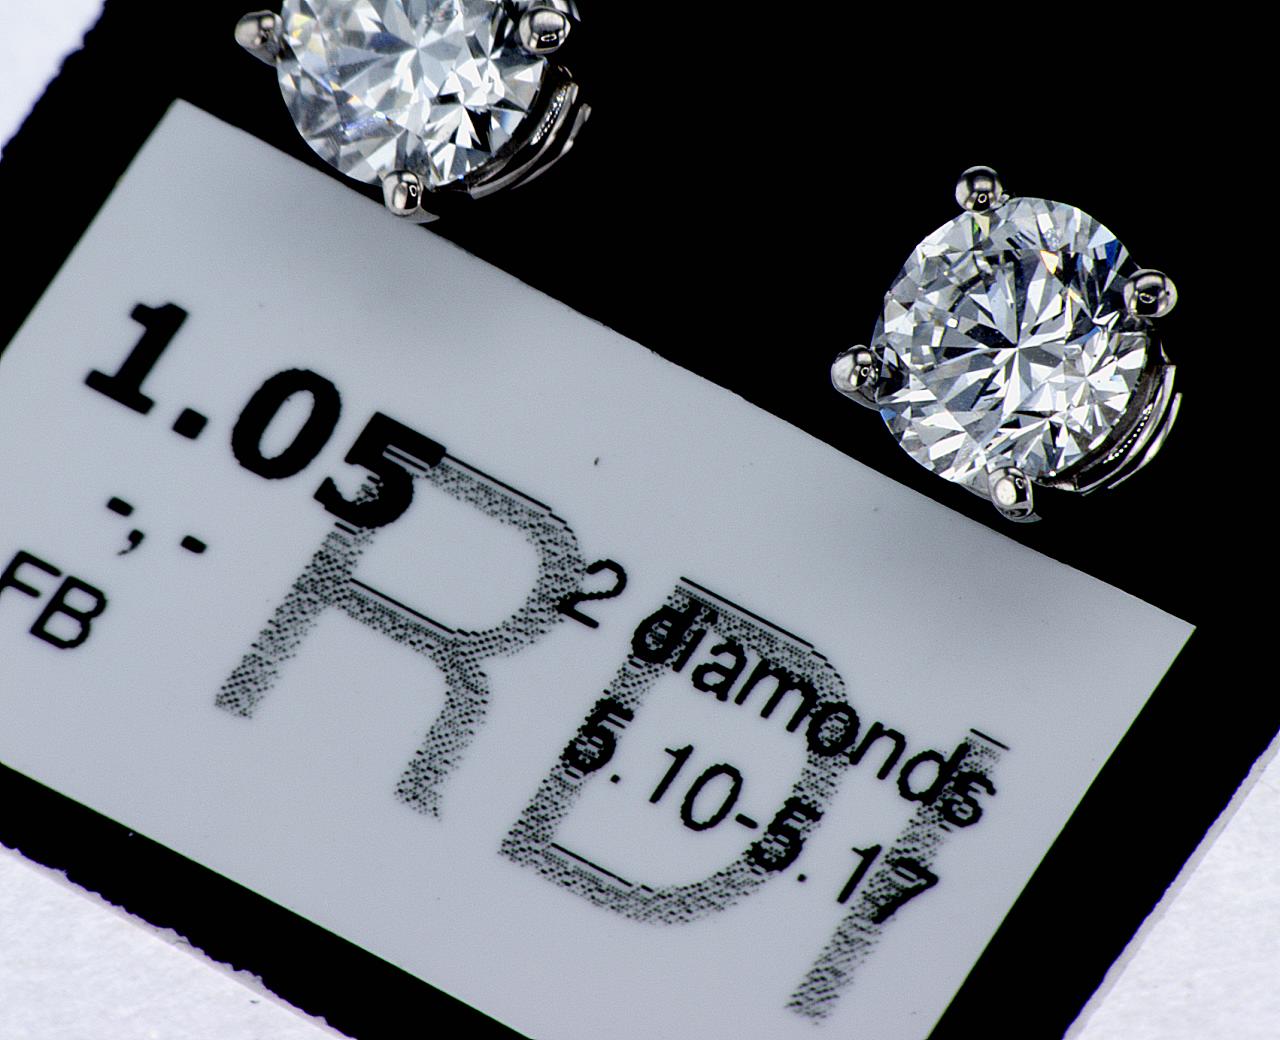 1.05
-,-
FB
2 diamonds
5.10-5.17
RDI